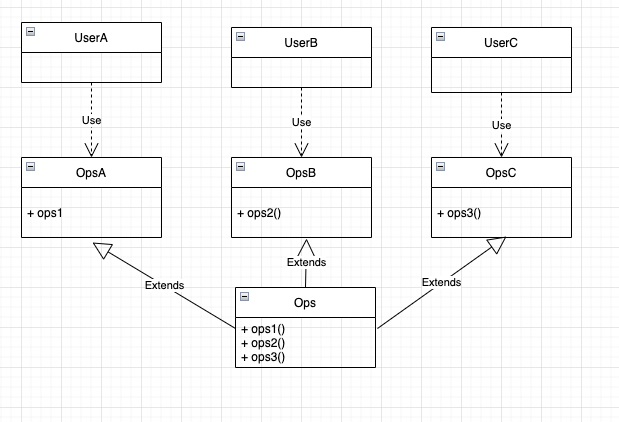 UserA
UserB
UserC
Use
Use
Use
OpsA
+ ops1
OpsB
+ ops2()
OpsC
+ ops3()
Extends
Extends
Extends
Ops
+ ops1()
+ ops2()
+ ops3()